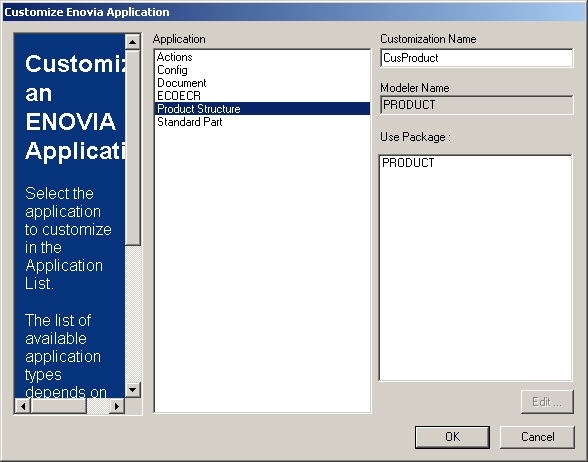 Customize Enovia Application
Customiz
an
ENOVIA
Applicati
Select the
application
to customize
in the
Application
List.
The list of
available
application
types
depends on
Application
Actions
Config
Document
ECOECR
Product Structure
Standard Part
Customization Name
CusProduct
Modeler Name
PRODUCT
Use Package :
PRODUCT
Edit ...
OK
Cancel